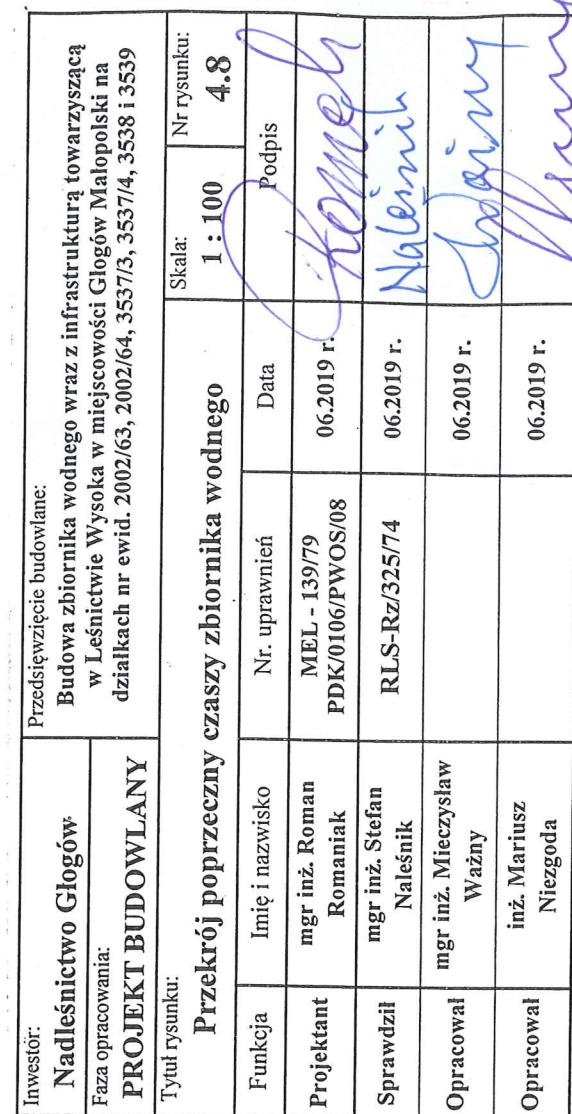 Inwestor:
Nadleśnictwo Głogów
Faza opracowania:
PROJEKT BUDOWLANY
Przedsięwzięcie budowlane:
Budowa zbiornika wodnego wraz z infrastrukturą towarzyszącą
w Leśnictwie Wysoka w miejscowości Głogów Małopolski na
działkach nr ewid. 2002/63, 2002/64, 3537/3, 3537/4, 3538 i 3539
Tytuł rysunku:
Przekrój poprzeczny czaszy zbiornika wodnego
Skala:
1 : 100
Nr rysunku:
4.8
Funkcja Imię i nazwisko Nr. uprawnień Data Podpis
Projektant mgr inż. Roman Romaniak MEL - 139/79 PDK/0106/PWOS/08 06.2019 r.
Sprawdził mgr inż. Stefan Naleśnik RLS-Rz/325/74 06.2019 r. Naleśnik
Opracował mgr inż. Mieczysław Ważny 06.2019 r.
Opracował inż. Mariusz Niezgoda 06.2019 r.